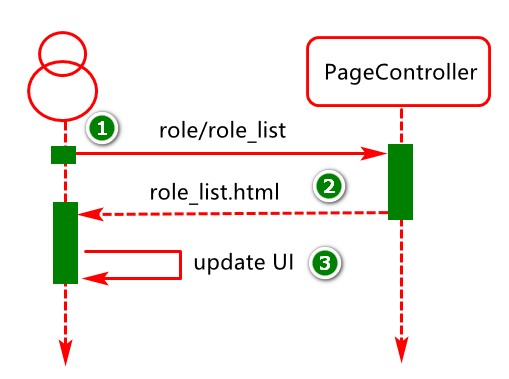 PageController
1
role/role_list
role_list.html
2
update UI
3